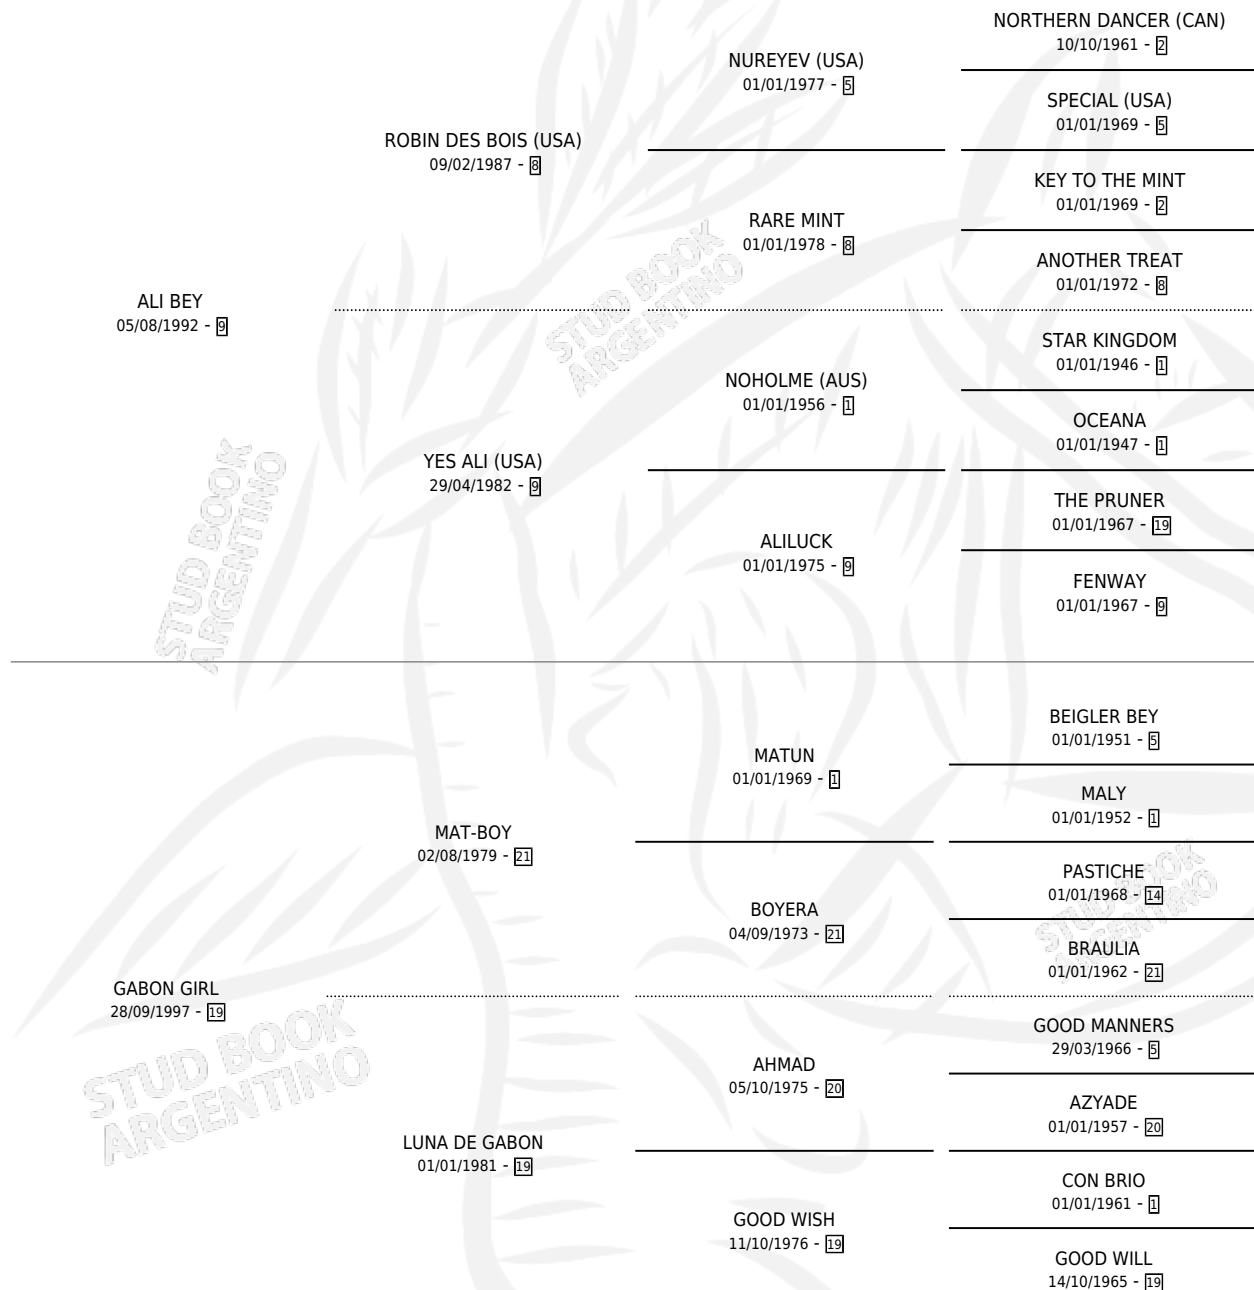 NORTHERN DANCER (CAN)
10/10/1961 - 2
NUREYEV (USA)
01/01/1977 - 5
SPECIAL (USA)
01/01/1969 - 5
ROBIN DES BOIS (USA)
09/02/1987 - 8
KEY TO THE MINT
01/01/1969 - 2
RARE MINT
01/01/1978 - 8
ANOTHER TREAT
01/01/1972 - 8
ALI BEY
05/08/1992 - 9
STAR KINGDOM
01/01/1946 - 1
NOHOLME (AUS)
01/01/1956 - 1
OCEANA
01/01/1947 - 1
YES ALI (USA)
29/04/1982 - 9
THE PRUNER
01/01/1967 - 19
ALILUCK
01/01/1975 - 9
FENWAY
01/01/1967 - 9
BEIGLER BEY
01/01/1951 - 5
MATUN
01/01/1969 - 1
MALY
01/01/1952 - 1
MAT-BOY
02/08/1979 - 21
PASTICHE
01/01/1968 - 14
BOYERA
04/09/1973 - 21
BRAULIA
01/01/1962 - 21
GABON GIRL
28/09/1997 - 19
GOOD MANNERS
29/03/1966 - 5
AHMAD
05/10/1975 - 20
AZYADE
01/01/1957 - 20
LUNA DE GABON
01/01/1981 - 19
CON BRIO
01/01/1961 - 1
GOOD WISH
11/10/1976 - 19
GOOD WILL
14/10/1965 - 19
STUD BOOK
ARGENTINO
STUD BOOK
ARGENTINO
STUD BOOK
ARGENTINO
STUD BOOK
ARGENTINO